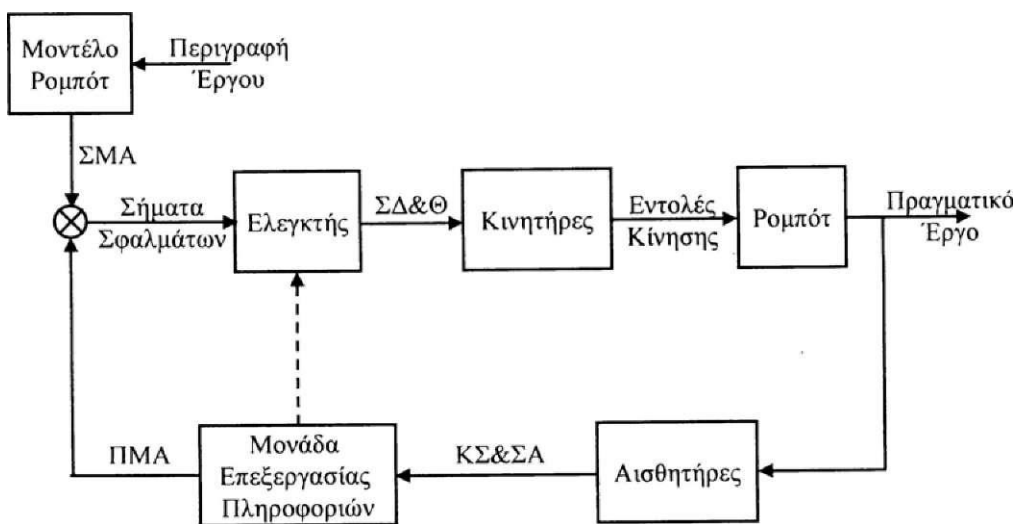 Μοντέλο
Ρομπότ
Περιγραφή
Έργου
ΣΜΑ
Σήματα
Σφαλμάτων
Ελεγκτής
ΣΔ&Θ
Κινητήρες
Εντολές
Κίνησης
Ρομπότ
Πραγματικό
Έργο
ΠΜΑ
Μονάδα
Επεξεργασίας
Πληροφοριών
ΚΣ&ΣΑ
Αισθητήρες